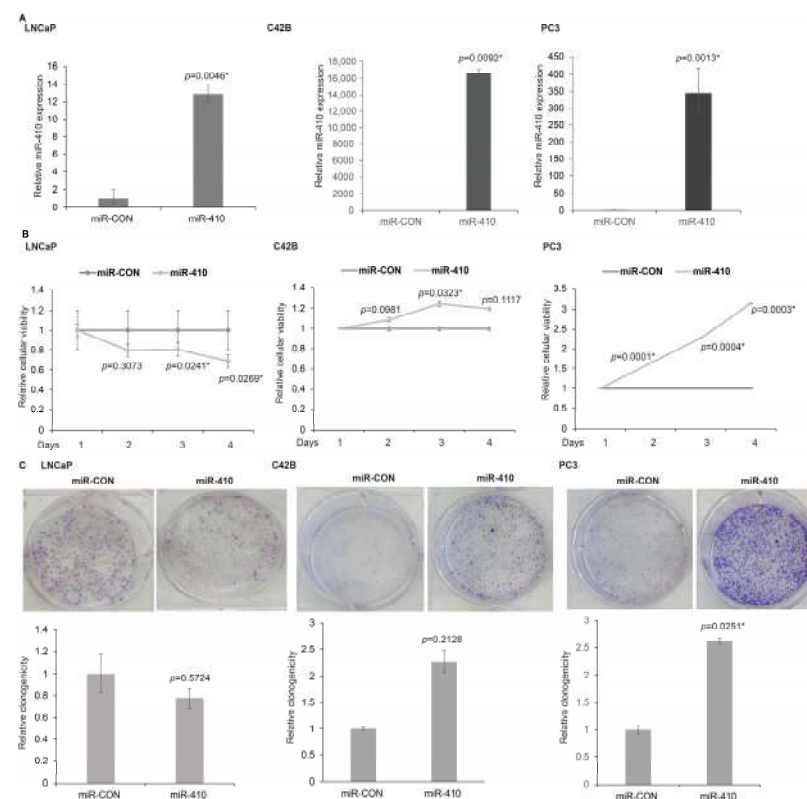 A
LNCaP
C42B
PC3
Relative miR-410 expression
16
14
12
10
8
6
4
2
0
p=0.0046*
miR-CON
miR-410
Relative miR-410 expression
18,000
16,000
14,000
12,000
10,000
8000
6000
4000
2000
0
p=0.0092*
miR-CON
miR-410
Relative miR-410 expression
450
400
350
300
250
200
150
100
50
0
p=0.0013*
miR-CON
miR-410
B
LNCaP
C42B
PC3
miR-CON
miR-410
Relative cellular viability
1.4
1.2
1
0.8
0.6
0.4
0.2
0
p=0.3073
p=0.0241*
p=0.0269*
Days 1 2 3 4
miR-CON
miR-410
Relative cellular viability
1.4
1.2
1
0.8
0.6
0.4
0.2
0
p=0.0981
p=0.0323*
p=0.1117
Days 1 2 3 4
miR-CON
miR-410
Relative cellular viability
3.5
3
2.5
2
1.5
1
0.5
0
p=0.0001*
p=0.0004*
p=0.0003*
Days 1 2 3 4
C
LNCaP
C42B
PC3
miR-CON
miR-410
miR-CON
miR-410
miR-CON
miR-410
Relative clonogenicity
1.4
1.2
1
0.8
0.6
0.4
0.2
0
p=0.5724
miR-CON
miR-410
Relative clonogenicity
3
2.5
2
1.5
1
0.5
0
p=0.2128
miR-CON
miR-410
Relative clonogenicity
3
2.5
2
1.5
1
0.5
0
p=0.0251*
miR-CON
miR-410